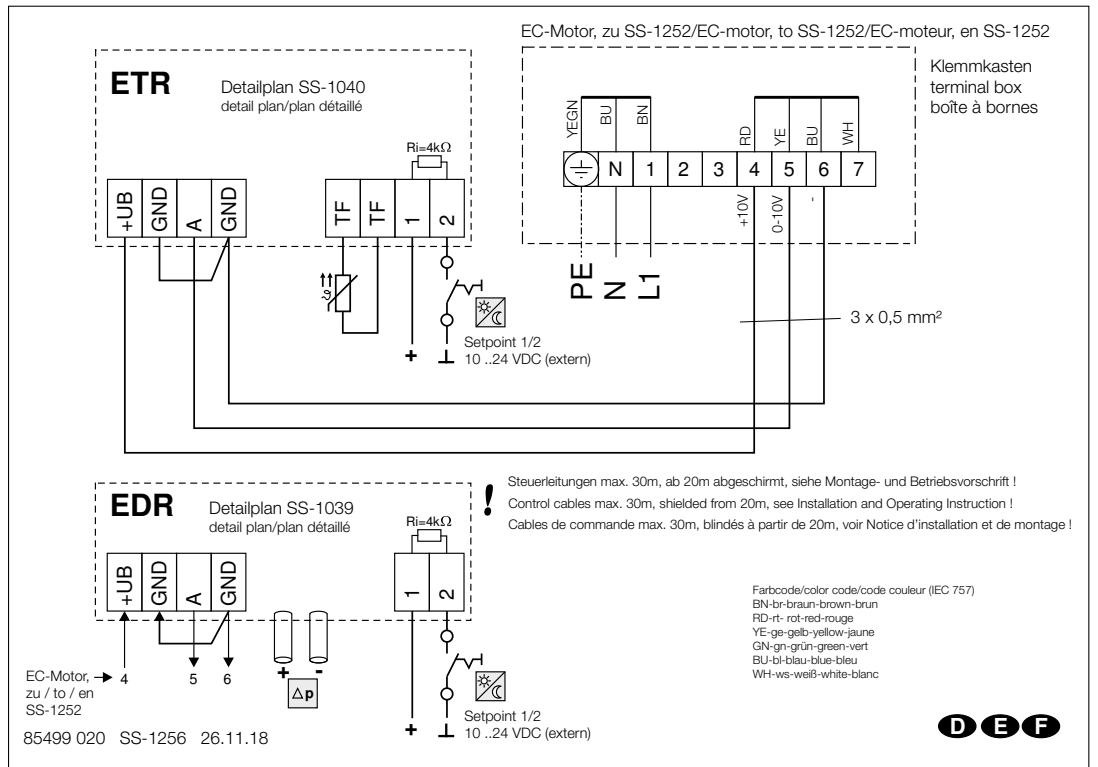 EC-Motor, zu SS-1252/EC-motor, to SS-1252/EC-moteur, en SS-1252
Klemmkasten
terminal box
boîte à bornes
YEGN
BU
BN
RD
YE
BU
WH
N 1 2 3 4 5 6 7
+10V
0-10V
-
PE
N
L1
3 x 0,5 mm²
ETR
Detailplan SS-1040
detail plan/plan détaillé
Ri=4kΩ
+UB
GND
A
GND
TF
TF
1
2
ϑ
+
Setpoint 1/2
10 ..24 VDC (extern)
! Steuerleitungen max. 30m, ab 20m abgeschirmt, siehe Montage- und Betriebsvorschrift !
Control cables max. 30m, shielded from 20m, see Installation and Operating Instruction !
Cables de commande max. 30m, blindés à partir de 20m, voir Notice d'installation et de montage !
EDR
Detailplan SS-1039
detail plan/plan détaillé
Ri=4kΩ
+UB
GND
A
GND
1
2
EC-Motor,
zu / to / en
SS-1252
4 5 6
+ -
Δp
+
Setpoint 1/2
10 ..24 VDC (extern)
Farbcode/color code/code couleur (IEC 757)
BN-br-braun-brown-brun
RD-rt- rot-red-rouge
YE-ge-gelb-yellow-jaune
GN-gn-grün-green-vert
BU-bl-blau-blue-bleu
WH-ws-weiß-white-blanc
85499 020 SS-1256 26.11.18
D E F